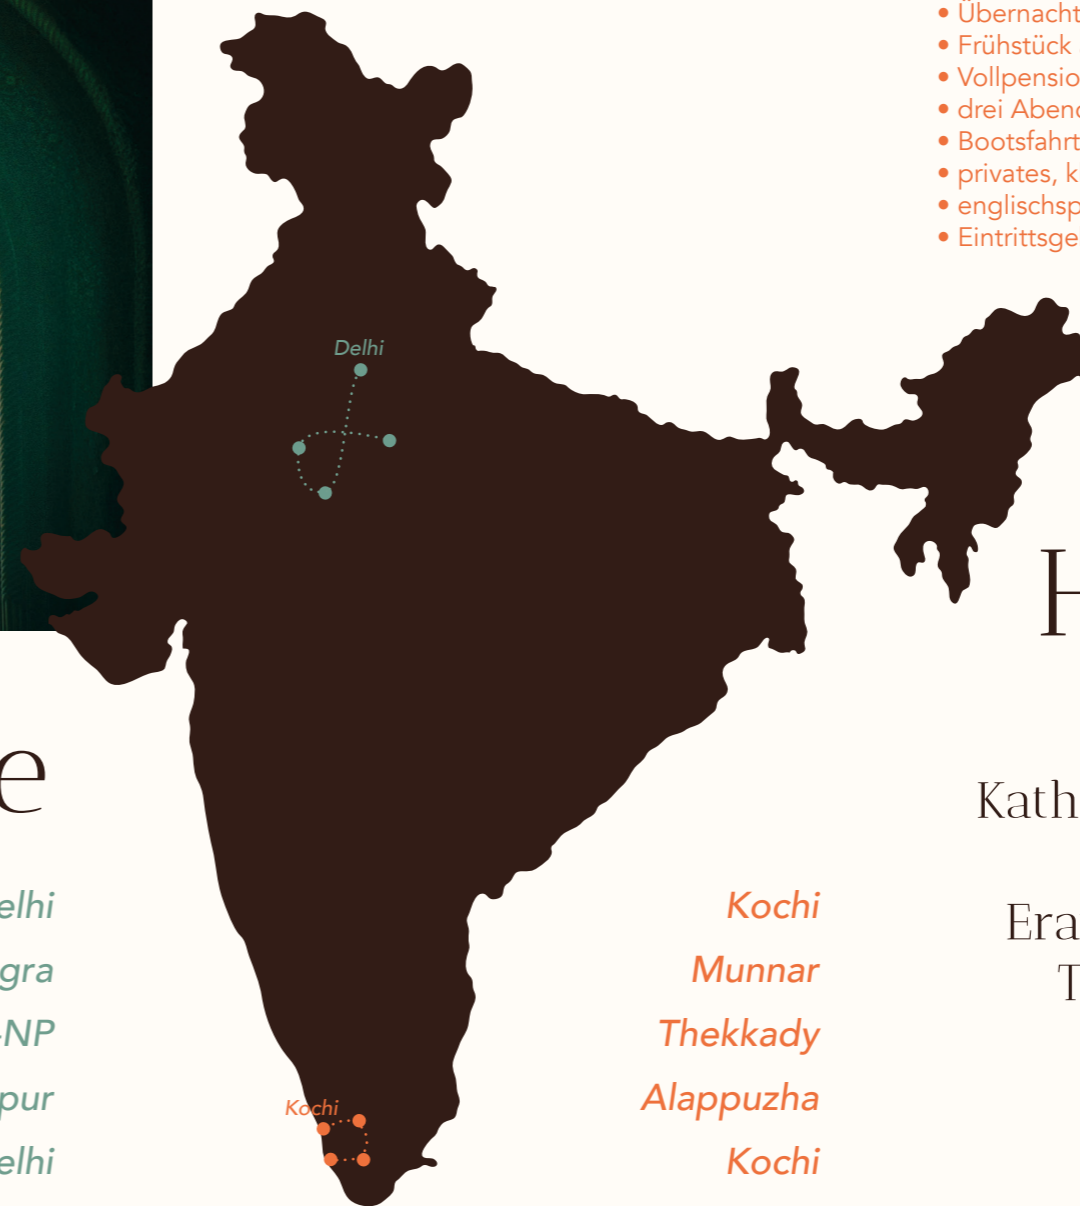 • Übernacht
• Frühstück
• Vollpensio
• drei Abend
• Bootsfahrt
• privates, k
• englischsp
• Eintrittsge
Delhi
H
e
Kath
elhi
Kochi
Era
gra
Munnar
T
-NP
Thekkady
pur
Alappuzha
Kochi
elhi
Kochi